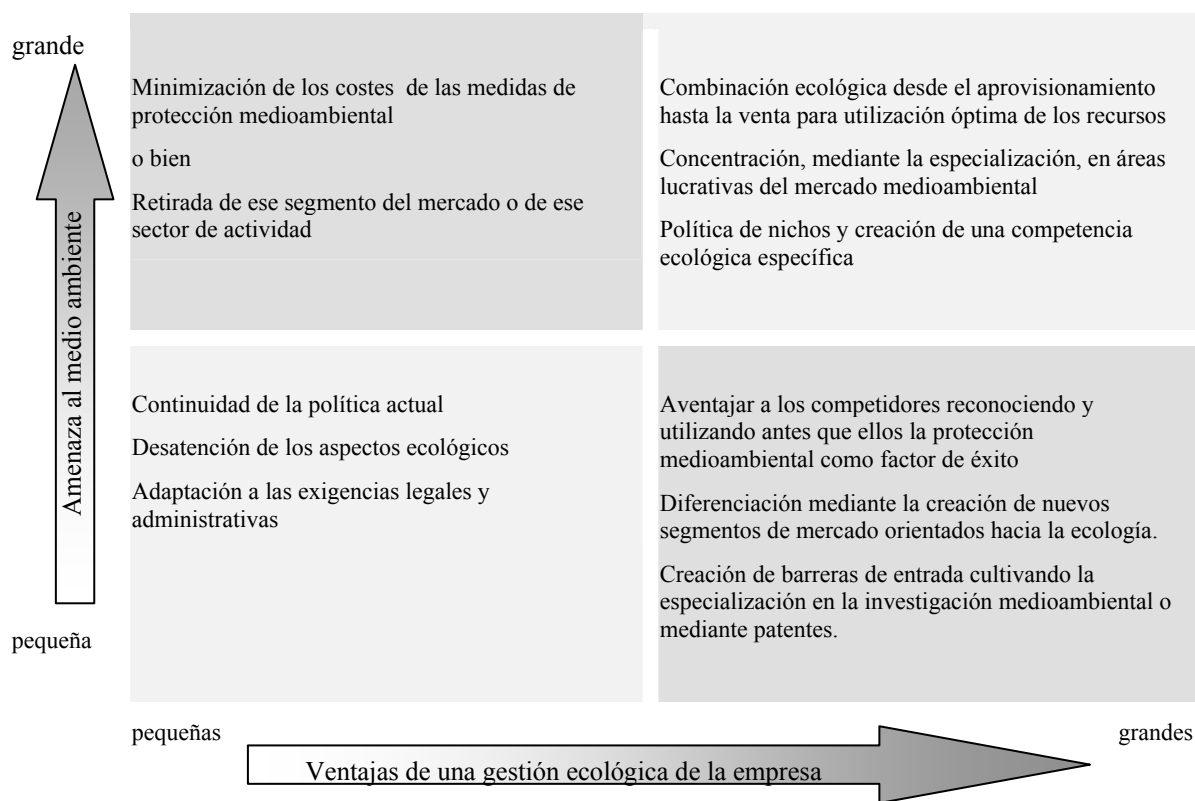 grande
Minimización de los costes de las medidas de
protección medioambiental
o bien
Retirada de ese segmento del mercado o de ese
sector de actividad
Combinación ecológica desde el aprovisionamiento
hasta la venta para utilización óptima de los recursos
Concentración, mediante la especialización, en áreas
lucrativas del mercado medioambiental
Política de nichos y creación de una competencia
ecológica específica
Amenaza al medio ambiente
Continuidad de la política actual
Desatención de los aspectos ecológicos
Adaptación a las exigencias legales y
administrativas
Aventajar a los competidores reconociendo y
utilizando antes que ellos la protección
medioambiental como factor de éxito
Diferenciación mediante la creación de nuevos
segmentos de mercado orientados hacia la ecología.
Creación de barreras de entrada cultivando la
especialización en la investigación medioambiental o
mediante patentes.
pequeña
pequeñas
grandes
Ventajas de una gestión ecológica de la empresa